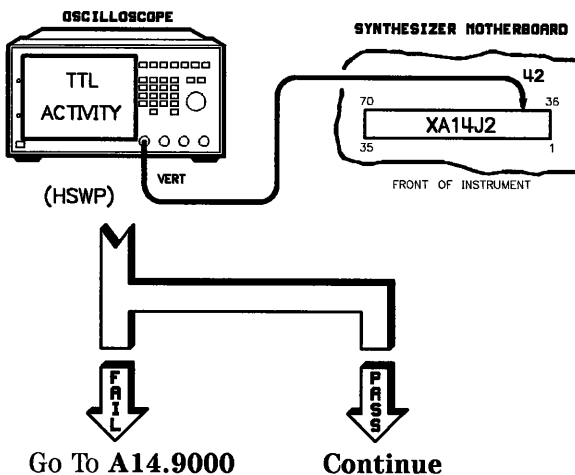 OSCILLOSCOPE
SYNTHESIZER MOTHERBOARD
TTL
ACTIVITY
42
70
36
XA14J2
35
1
VERT
(HSWP)
FRONT OF INSTRUMENT
FAIL
PASS
Go To A14.9000
Continue